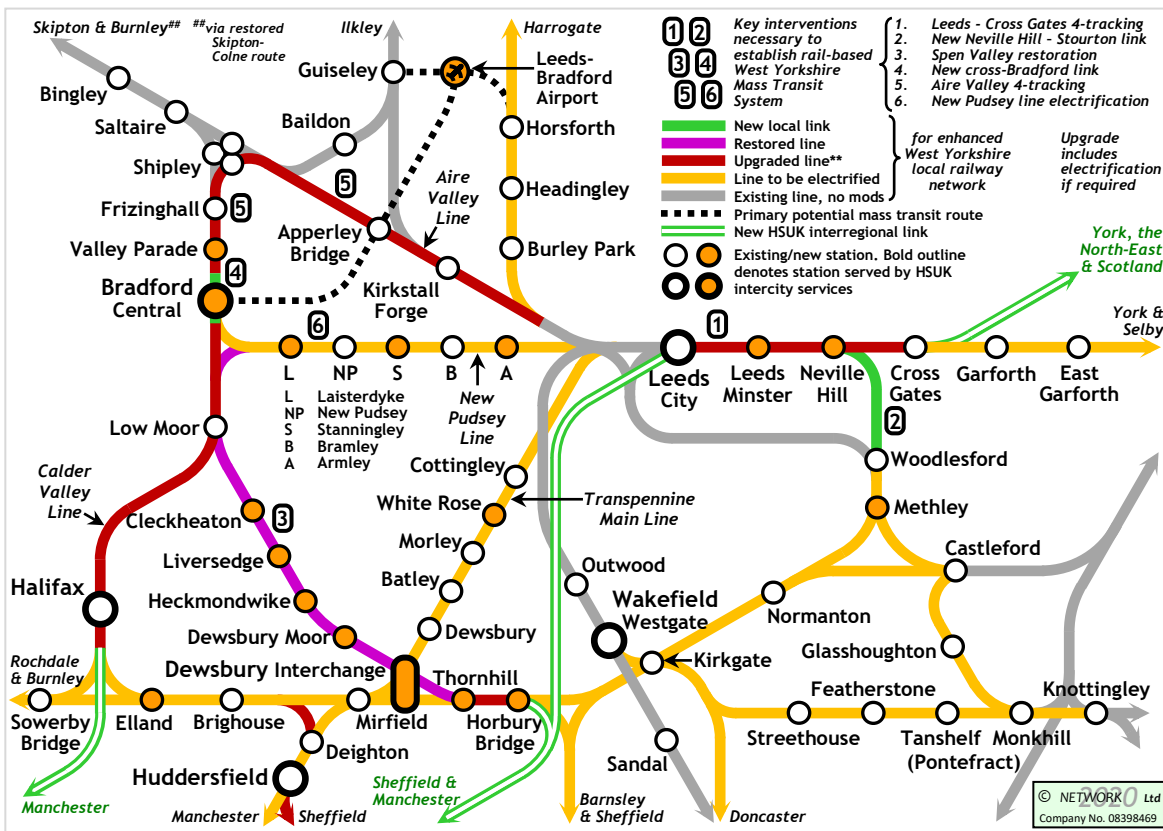 Skipton & Burnley##
##via restored
Skipton-
Colne route
Ilkley
Harrogate
Guiseley
Leeds-
Bradford
Airport
Bingley
Saltaire
Baildon
Shipley
Horsforth
Headingley
Burley Park
Frizinghall
Valley Parade
Bradford
Central
Aire
Valley
Line
Apperley
Bridge
Kirkstall
Forge
5
5
4
6
1
2
3
1 2
3 4
5 6
Key interventions
necessary to
establish rail-based
West Yorkshire
Mass Transit
System
1. Leeds - Cross Gates 4-tracking
2. New Neville Hill - Stourton link
3. Spen Valley restoration
4. New cross-Bradford link
5. Aire Valley 4-tracking
6. New Pudsey line electrification
New local link
Restored line
Upgraded line**
Line to be electrified
Existing line, no mods
for enhanced
West Yorkshire
local railway
network
Upgrade
includes
electrification
if required
Primary potential mass transit route
New HSUK interregional link
Existing/new station. Bold outline
denotes station served by HSUK
intercity services
York, the
North-East
& Scotland
York &
Selby
L
NP
S
B
A
L Laisterdyke
NP New Pudsey
S Stanningley
B Bramley
A Armley
New
Pudsey
Line
Leeds
City
Leeds
Minster
Neville
Hill
Cross
Gates
Garforth
East
Garforth
Low Moor
Calder
Valley
Line
Cottingley
White Rose
Transpennine
Main Line
Morley
Batley
Dewsbury
Woodlesford
Methley
Castleford
Cleckheaton
Liversedge
Heckmondwike
Dewsbury Moor
Dewsbury Interchange
Halifax
Outwood
Wakefield
Westgate
Kirkgate
Normanton
Glasshoughton
Rochdale
& Burnley
Sowerby
Bridge
Elland
Brighouse
Mirfield
Thornhill
Horbury
Bridge
Deighton
Huddersfield
Sandal
Featherstone
Streethouse
Tanshelf
(Pontefract)
Monkhill
Knottingley
Manchester
Manchester
Sheffield
Sheffield &
Manchester
Barnsley
& Sheffield
Doncaster
© NETWORK 2020 Ltd
Company No. 08398469